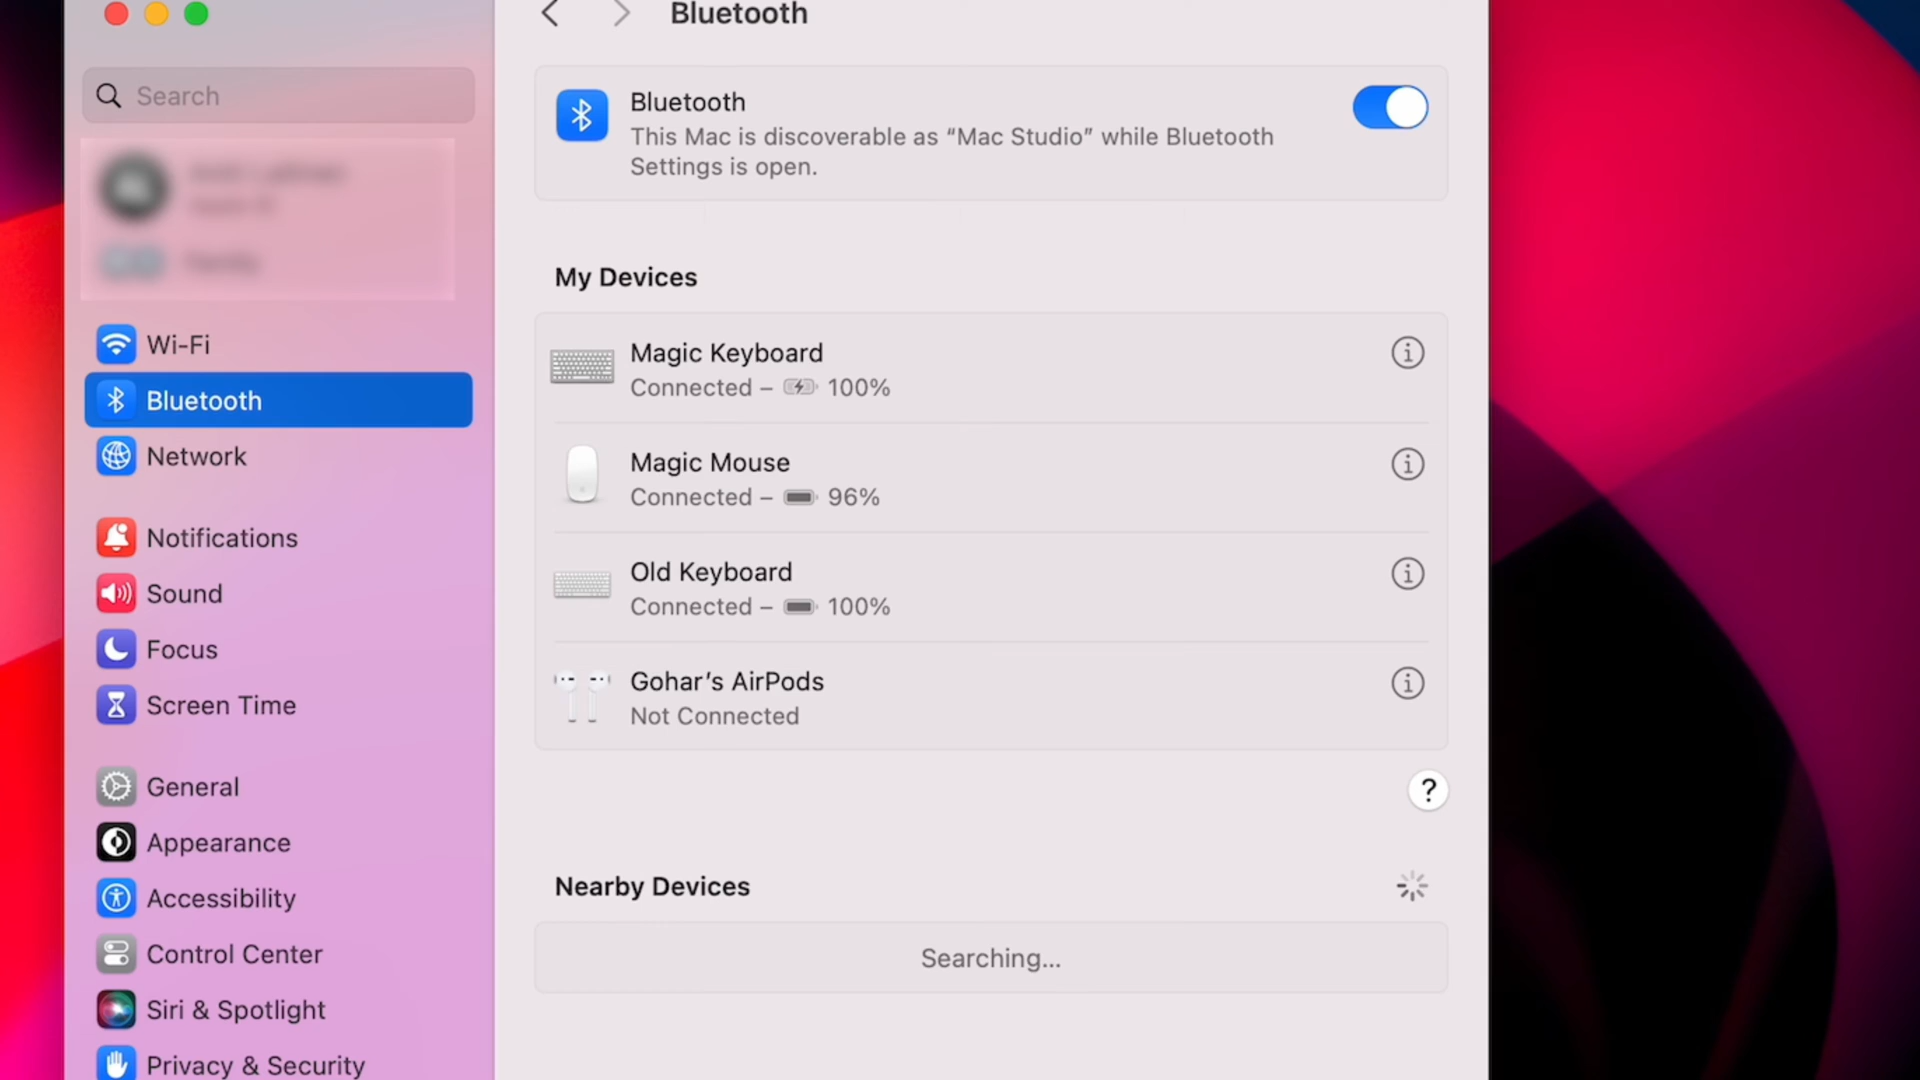 Bluetooth
Search
Bluetooth
This Mac is discoverable as “Mac Studio” while Bluetooth
Settings is open.
My Devices
Wi-Fi
Magic Keyboard
Connected – 100%
Bluetooth
Network
Magic Mouse
Connected – 96%
Notifications
Old Keyboard
Connected – 100%
Sound
Focus
Gohar’s AirPods
Not Connected
Screen Time
General
?
Appearance
Nearby Devices
Accessibility
Searching...
Control Center
Siri & Spotlight
Privacy & Security